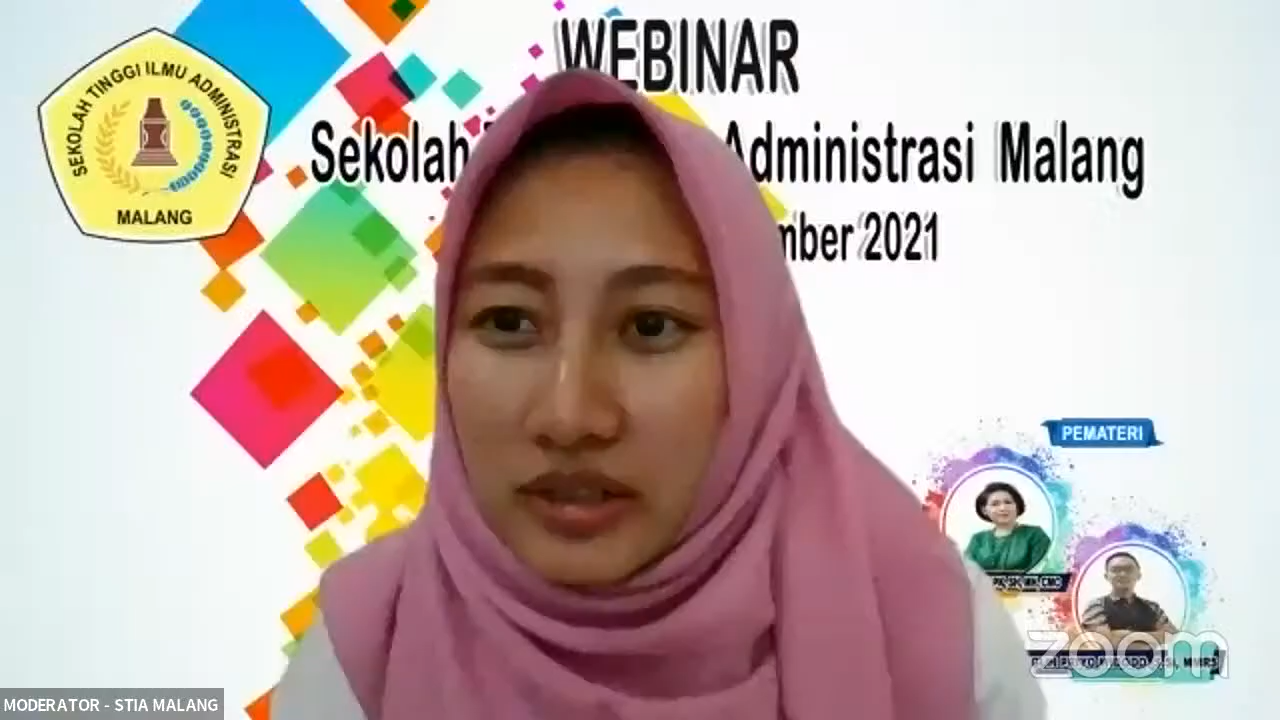 WEBINAR
Sekolah Administrasi Malang
mber 2021
SEKOLAH TINGGI ILMU ADMINISTRASI
MALANG
PEMATERI
zoom
MODERATOR - STIA MALANG